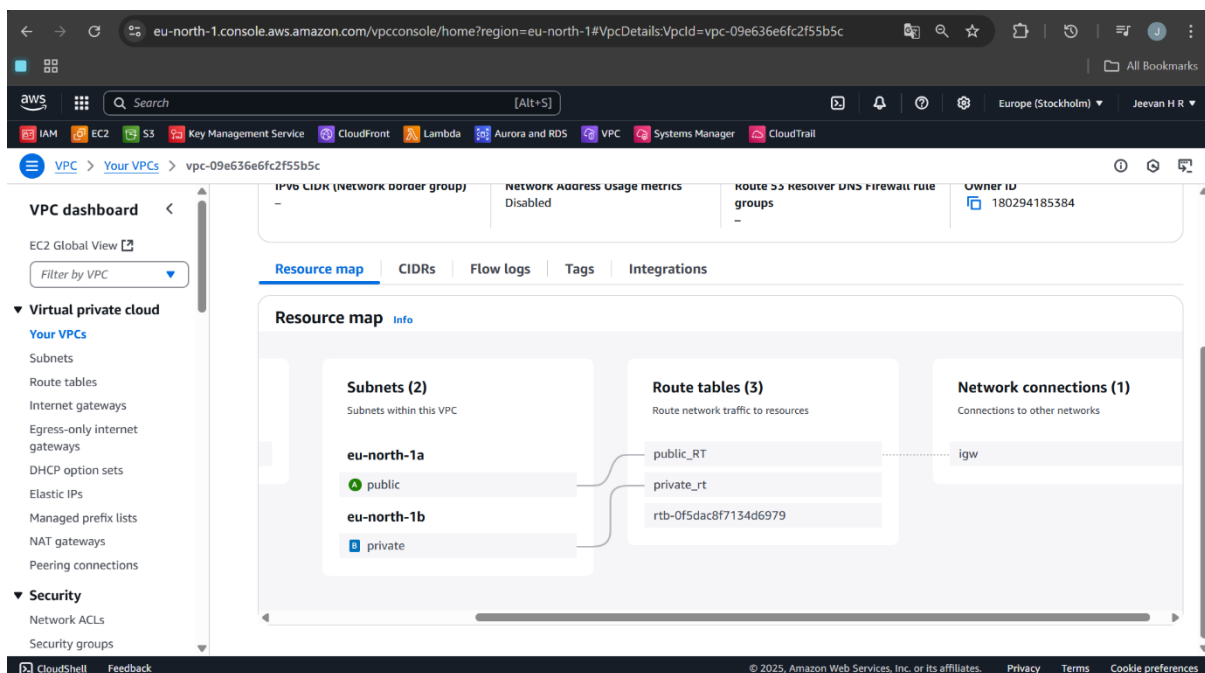 eu-north-1.console.aws.amazon.com/vpcconsole/home?region=eu-north-1#VpcDetails:VpcId=vpc-09e636e6fc2f55b5c
J
All Bookmarks
aws
Search
[Alt+S]
Europe (Stockholm)
Jeevan H R
IAM EC2 S3 Key Management Service CloudFront Lambda Aurora and RDS VPC Systems Manager CloudTrail
VPC > Your VPCs > vpc-09e636e6fc2f55b5c
VPC dashboard
EC2 Global View
Filter by VPC
Virtual private cloud
Your VPCs
Subnets
Route tables
Internet gateways
Egress-only internet
gateways
DHCP option sets
Elastic IPs
Managed prefix lists
NAT gateways
Peering connections
Security
Network ACLs
Security groups
IPv6 CIDR (Network border group)
–
Network Address Usage metrics
Disabled
Route 53 Resolver DNS Firewall rule
groups
–
Owner ID
180294185384
Resource map CIDRs Flow logs Tags Integrations
Resource map Info
Subnets (2)
Subnets within this VPC
eu-north-1a
A public
eu-north-1b
B private
Route tables (3)
Route network traffic to resources
public_RT
private_rt
rtb-0f5dac8f7134d6979
Network connections (1)
Connections to other networks
igw
CloudShell Feedback
© 2025, Amazon Web Services, Inc. or its affiliates. Privacy Terms Cookie preferences